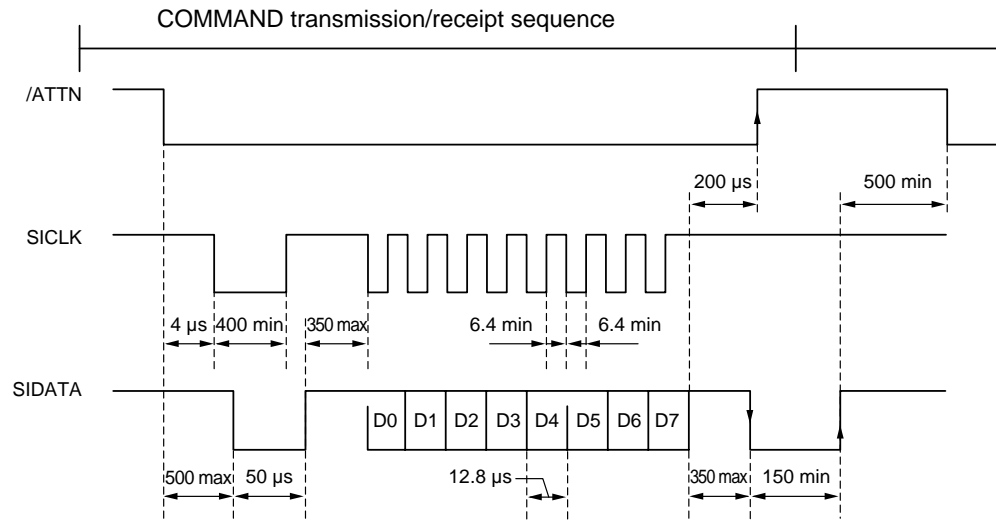 COMMAND transmission/receipt sequence
/ATTN
200 µs
500 min
SICLK
4 µs
400 min
350 max
6.4 min
6.4 min
SIDATA
D0 D1 D2 D3 D4 D5 D6 D7
500 max
50 µs
12.8 µs
350 max
150 min